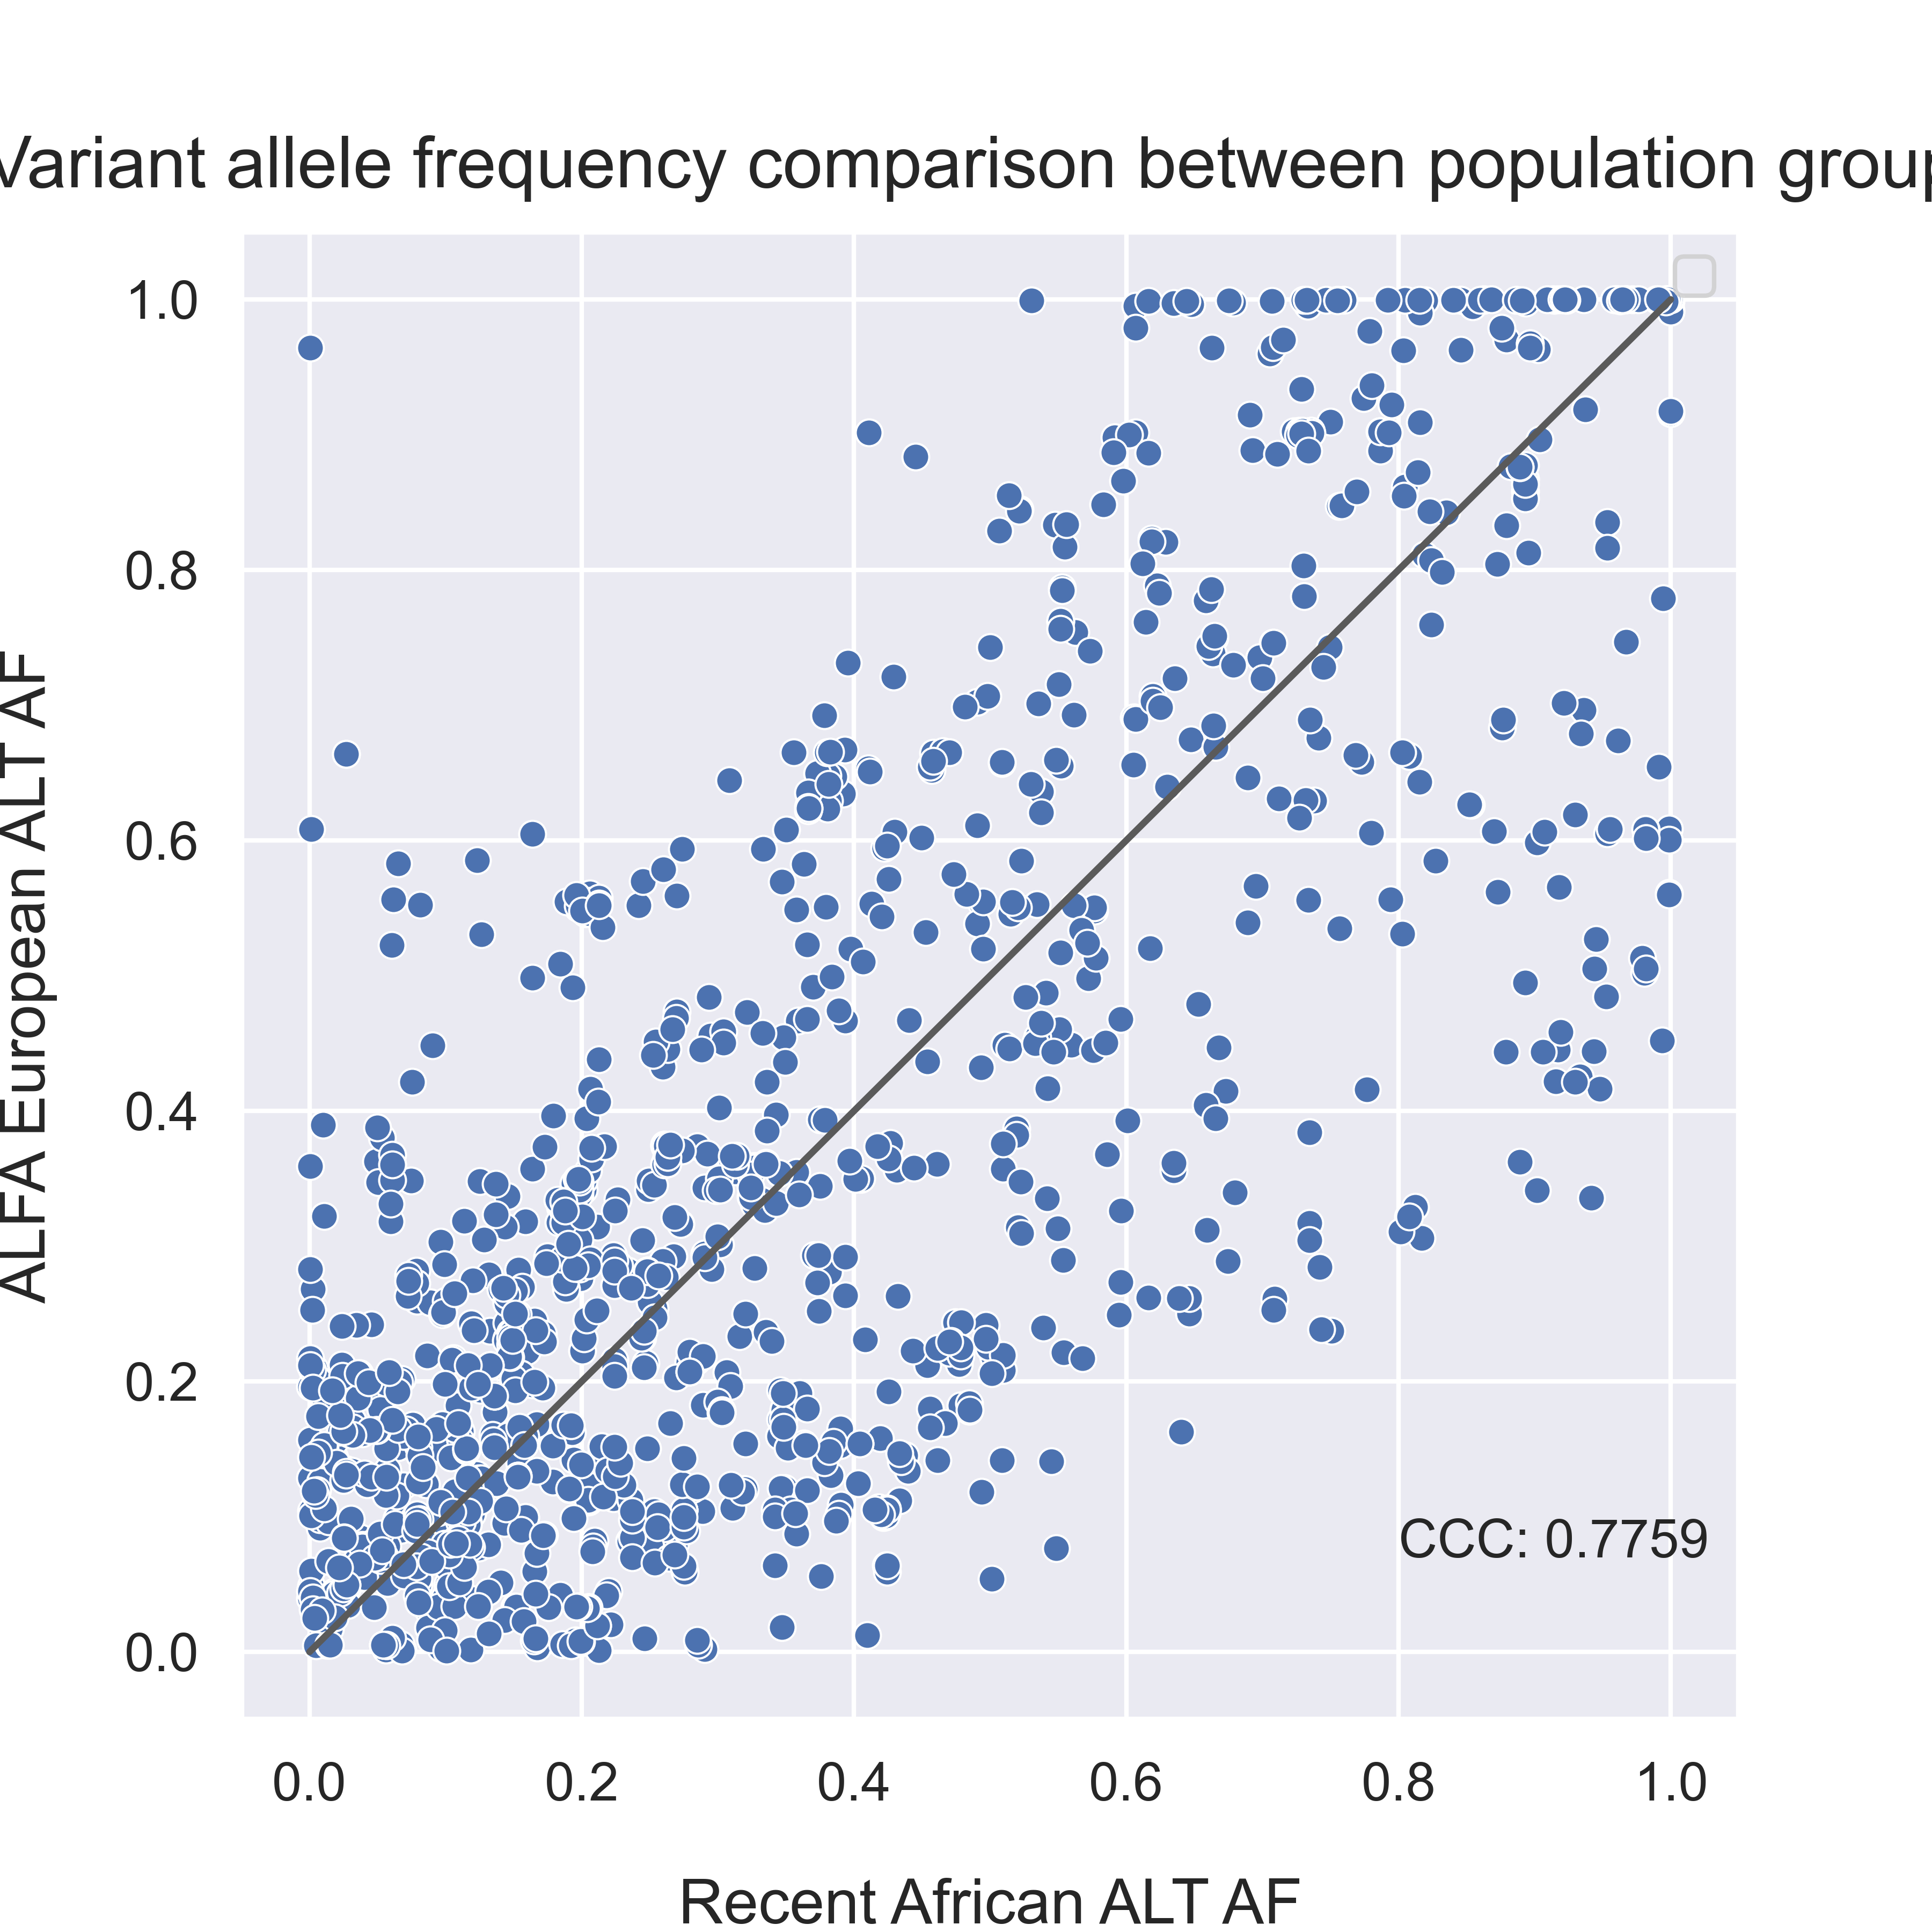 Variant allele frequency comparison between population group
ALFA European ALT AF
1.0
0.8
0.6
0.4
0.2
0.0
CCC: 0.7759
0.0 0.2 0.4 0.6 0.8 1.0
Recent African ALT AF